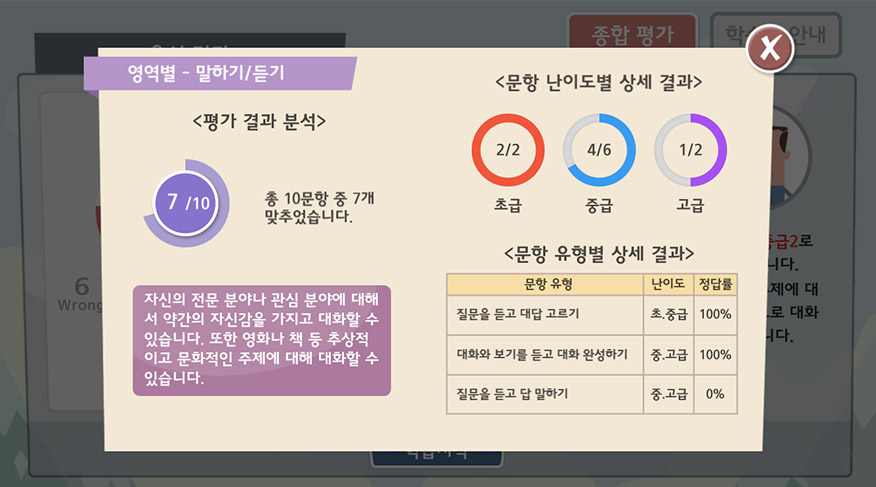 종합 평가
안내
영역별 - 말하기/듣기
X
<평가 결과 분석>
7 /10
총 10문항 중 7개
맞추었습니다.
자신의 전문 분야나 관심 분야에 대해
서 약간의 자신감을 가지고 대화할 수
있습니다. 또한 영화나 책 등 추상적
이고 문화적인 주제에 대해 대화할 수
있습니다.
<문항 난이도별 상세 결과>
2/2 4/6 1/2
초급 중급 고급
<문항 유형별 상세 결과>
문항 유형 난이도 정답률
질문을 듣고 대답 고르기 초.중급 100%
대화와 보기를 듣고 대화 완성하기 중.고급 100%
질문을 듣고 답 말하기 중.고급 0%
6
Wrong
중급2로
니다.
제에 대
로 대화
니다.